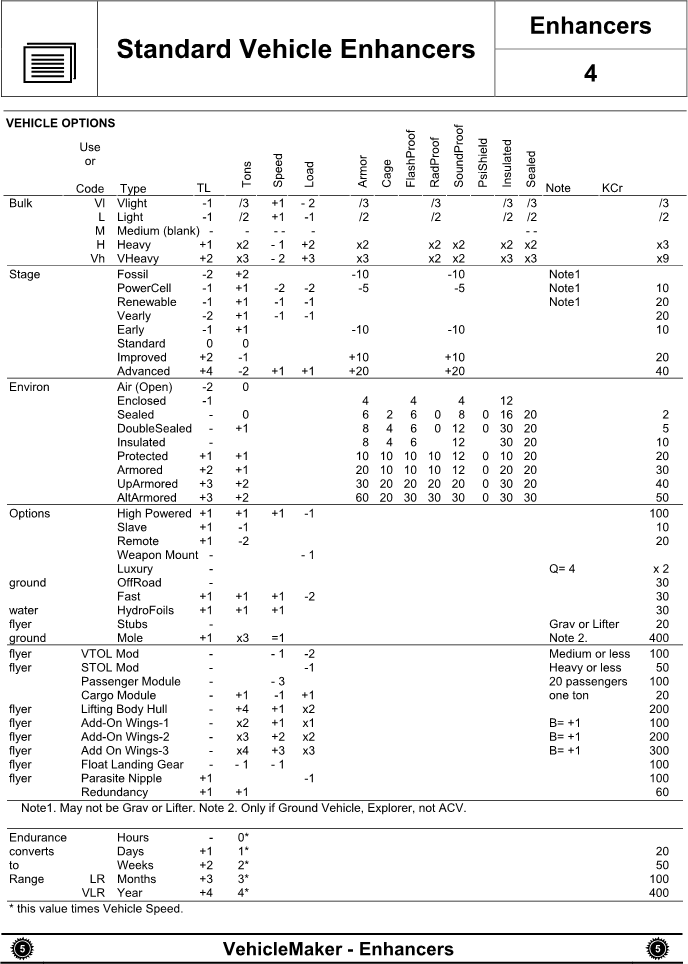 Standard Vehicle Enhancers
Enhancers
4
VEHICLE OPTIONS
Use
or
Code Type TL Tons Speed Load Armor Cage FlashProof RadProof SoundProof PsiShield Insulated Sealed Note KCr
Bulk Vl Vlight -1 /3 +1 - 2 /3 /3 /3 /3 /3
L Light -1 /2 +1 -1 /2 /2 /2 /2 /2
M Medium (blank) - - - - - - -
H Heavy +1 x2 - 1 +2 x2 x2 x2 x2 x2 x3
Vh VHeavy +2 x3 - 2 +3 x3 x2 x2 x3 x3 x9
Stage Fossil -2 +2 -10 -10 Note1
PowerCell -1 +1 -2 -2 -5 -5 Note1 10
Renewable -1 +1 -1 -1 Note1 20
Vearly -2 +2 -1 -1 20
Early -1 +1 -10 -10 10
Standard 0 0
Improved +2 -1 +10 +10 20
Advanced +4 -2 +1 +1 +20 +20 40
Environ Air (Open) -2 0
Enclosed -1 4 4 4 12
Sealed - 0 6 2 6 0 8 0 16 20 2
DoubleSealed - +1 8 4 6 0 12 0 30 20 5
Insulated - 8 4 6 12 30 20 10
Protected +1 +1 10 10 10 10 12 0 10 20 20
Armored +2 +1 20 10 10 10 12 0 20 20 30
UpArmored +3 +2 30 20 20 20 20 0 30 20 40
AltArmored +3 +2 60 20 30 30 30 0 30 30 50
Options High Powered +1 +1 +1 -1 100
Slave +1 -1 10
Remote +1 -2 20
Weapon Mount - - 1
Luxury - Q= 4 x 2
ground OffRoad - 30
Fast +1 +1 +1 -2 30
water HydroFoils +1 +1 +1 30
flyer Stubs - Grav or Lifter 20
ground Mole +1 x3 =1 Note 2. 400
flyer VTOL Mod - - 1 -2 Medium or less 100
flyer STOL Mod - -1 Heavy or less 50
Passenger Module - - 3 20 passengers 100
Cargo Module - +1 -1 +1 one ton 20
flyer Lifting Body Hull - +4 +1 x2 200
flyer Add-On Wings-1 - x2 +1 x1 B= +1 100
flyer Add-On Wings-2 - x3 +2 x2 B= +1 200
flyer Add On Wings-3 - x4 +3 x3 B= +1 300
flyer Float Landing Gear - - 1 - 1 100
flyer Parasite Nipple +1 -1 100
Redundancy +1 +1 60
Note1. May not be Grav or Lifter. Note 2. Only if Ground Vehicle, Explorer, not ACV.
Endurance Hours - 0*
converts Days +1 1* 20
to Weeks +2 2* 50
Range LR Months +3 3* 100
VLR Year +4 4* 400
* this value times Vehicle Speed.
5 VehicleMaker - Enhancers 5